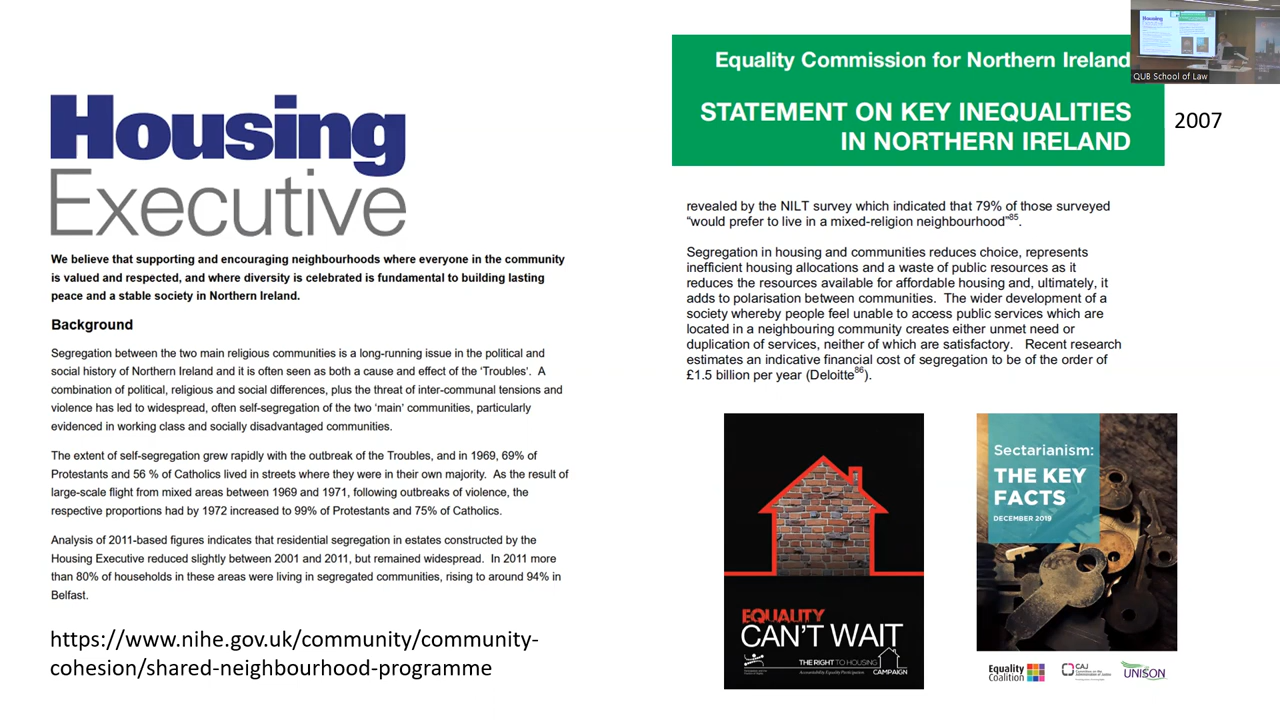 Housing
Executive
We believe that supporting and encouraging neighbourhoods where everyone in the community
is valued and respected, and where diversity is celebrated is fundamental to building lasting
peace and a stable society in Northern Ireland.
Background
Segregation between the two main religious communities is a long-running issue in the political and
social history of Northern Ireland and it is often seen as both a cause and effect of the 'Troubles'. A
combination of political, religious and social differences, plus the threat of inter-communal tensions and
violence has led to widespread, often self-segregation of the two 'main' communities, particularly
evidenced in working class and socially disadvantaged communities.
The extent of self-segregation grew rapidly with the outbreak of the Troubles, and in 1969, 69% of
Protestants and 56 % of Catholics lived in streets where they were in their own majority. As the result of
large-scale flight from mixed areas between 1969 and 1971, following outbreaks of violence, the
respective proportions had by 1972 increased to 99% of Protestants and 75% of Catholics.
Analysis of 2011-based figures indicates that residential segregation in estates constructed by the
Housing Executive reduced slightly between 2001 and 2011, but remained widespread. In 2011 more
than 80% of households in these areas were living in segregated communities, rising to around 94% in
Belfast.
https://www.nihe.gov.uk/community/community-
cohesion/shared-neighbourhood-programme
Equality Commission for Northern Ireland
STATEMENT ON KEY INEQUALITIES
IN NORTHERN IRELAND
2007
revealed by the NILT survey which indicated that 79% of those surveyed
"would prefer to live in a mixed-religion neighbourhood"85.
Segregation in housing and communities reduces choice, represents
inefficient housing allocations and a waste of public resources as it
reduces the resources available for affordable housing and, ultimately, it
adds to polarisation between communities. The wider development of a
society whereby people feel unable to access public services which are
located in a neighbouring community creates either unmet need or
duplication of services, neither of which are satisfactory. Recent research
estimates an indicative financial cost of segregation to be of the order of
£1.5 billion per year (Deloitte86).
EQUALITY
CAN'T WAIT
THE RIGHT TO HOUSING
Accountability Equality Participation
CAMPAIGN
Sectarianism:
THE KEY
FACTS
DECEMBER 2019
Equality
Coalition
CAJ
UNISON
Housing
QUB School of Law